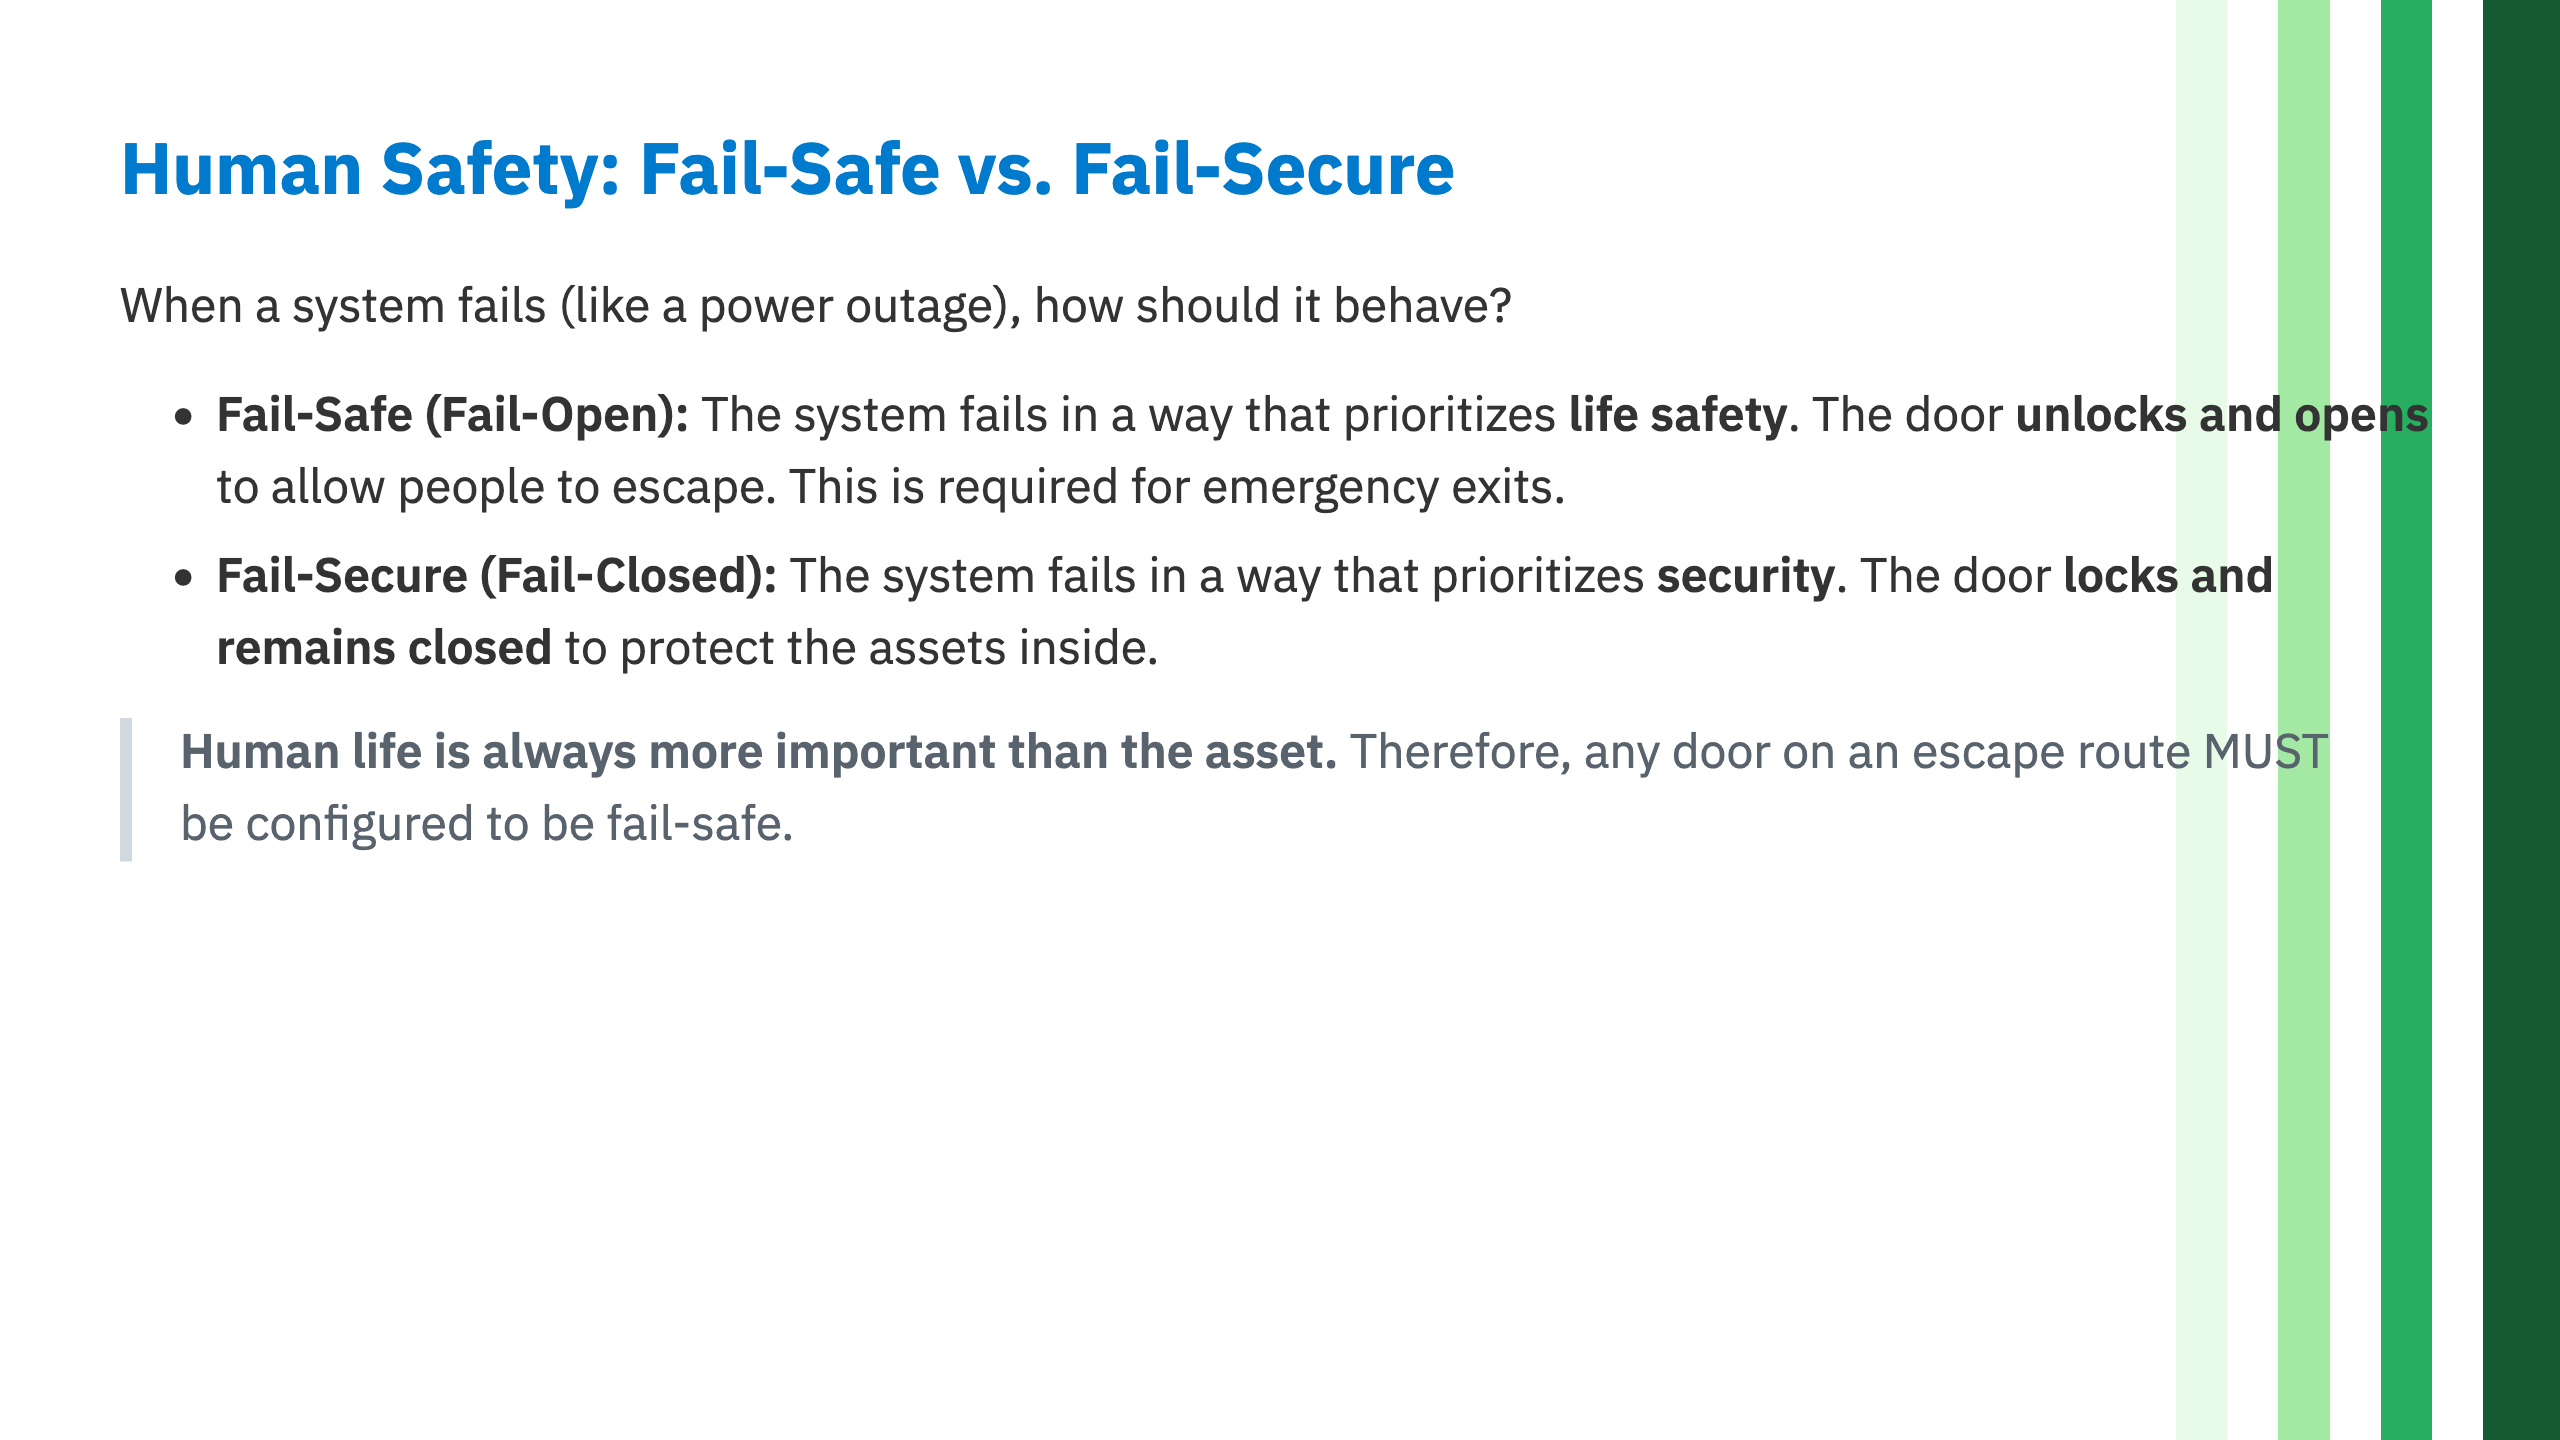 Human Safety: Fail-Safe vs. Fail-Secure
When a system fails (like a power outage), how should it behave?
• Fail-Safe (Fail-Open): The system fails in a way that prioritizes life safety. The door unlocks and opens
to allow people to escape. This is required for emergency exits.
• Fail-Secure (Fail-Closed): The system fails in a way that prioritizes security. The door locks and
remains closed to protect the assets inside.
Human life is always more important than the asset. Therefore, any door on an escape route MUST
be configured to be fail-safe.